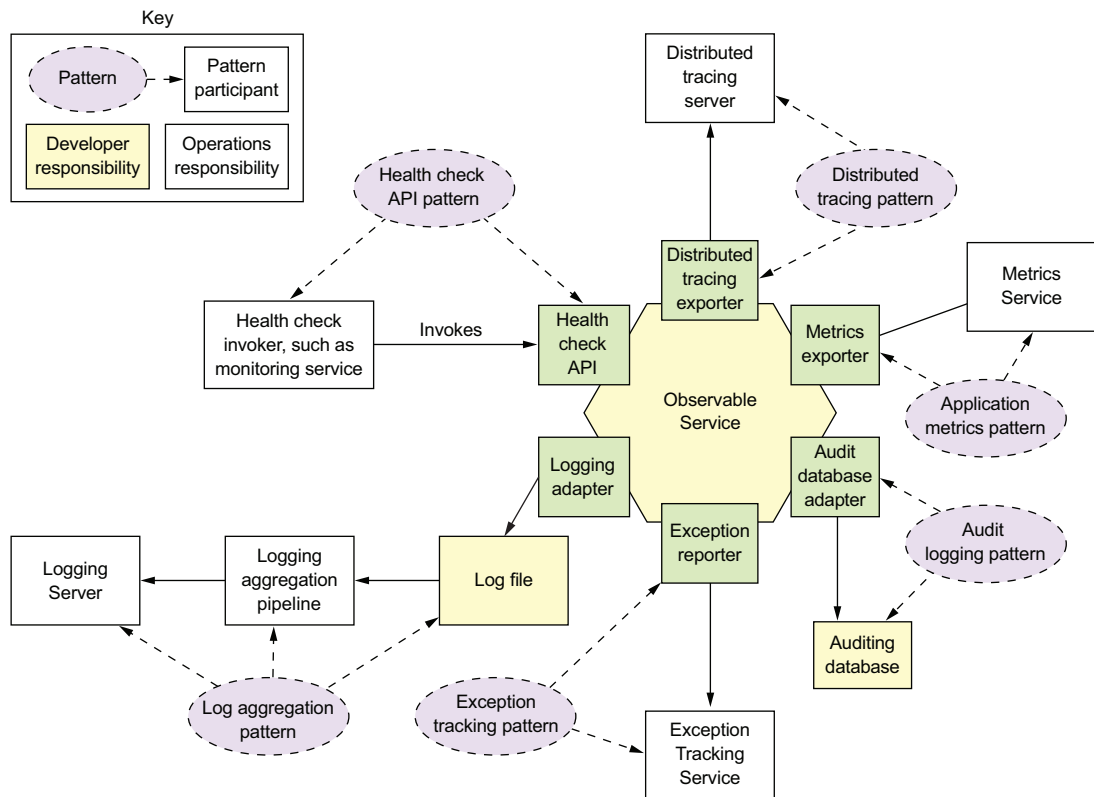 Key
Pattern
Pattern
participant
Developer
responsibility
Operations
responsibility
Distributed
tracing
server
Health check
API pattern
Distributed
tracing pattern
Distributed
tracing
exporter
Metrics
Service
Health check
invoker, such as
monitoring service
Invokes
Health
check
API
Metrics
exporter
Observable
Service
Application
metrics pattern
Logging
adapter
Audit
database
adapter
Exception
reporter
Audit
logging pattern
Logging
Server
Logging
aggregation
pipeline
Log file
Auditing
database
Log aggregation
pattern
Exception
tracking pattern
Exception
Tracking
Service